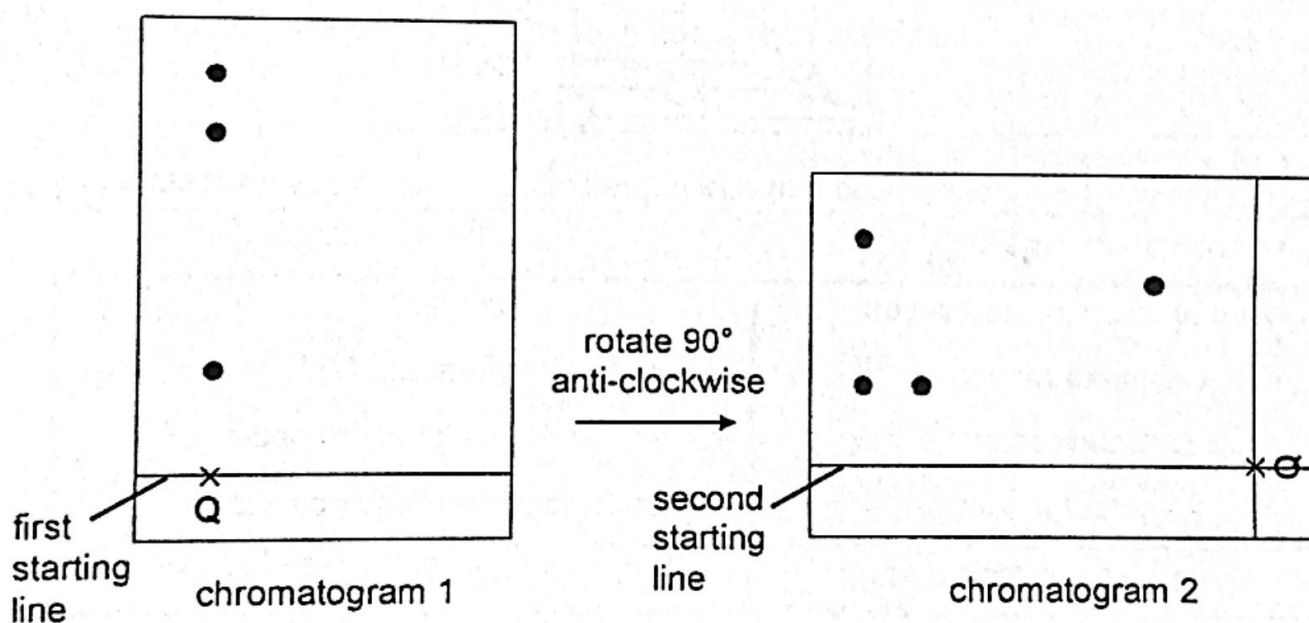 Q
first
starting
line
chromatogram 1
rotate 90°
anti-clockwise
second
starting
line
Q
chromatogram 2